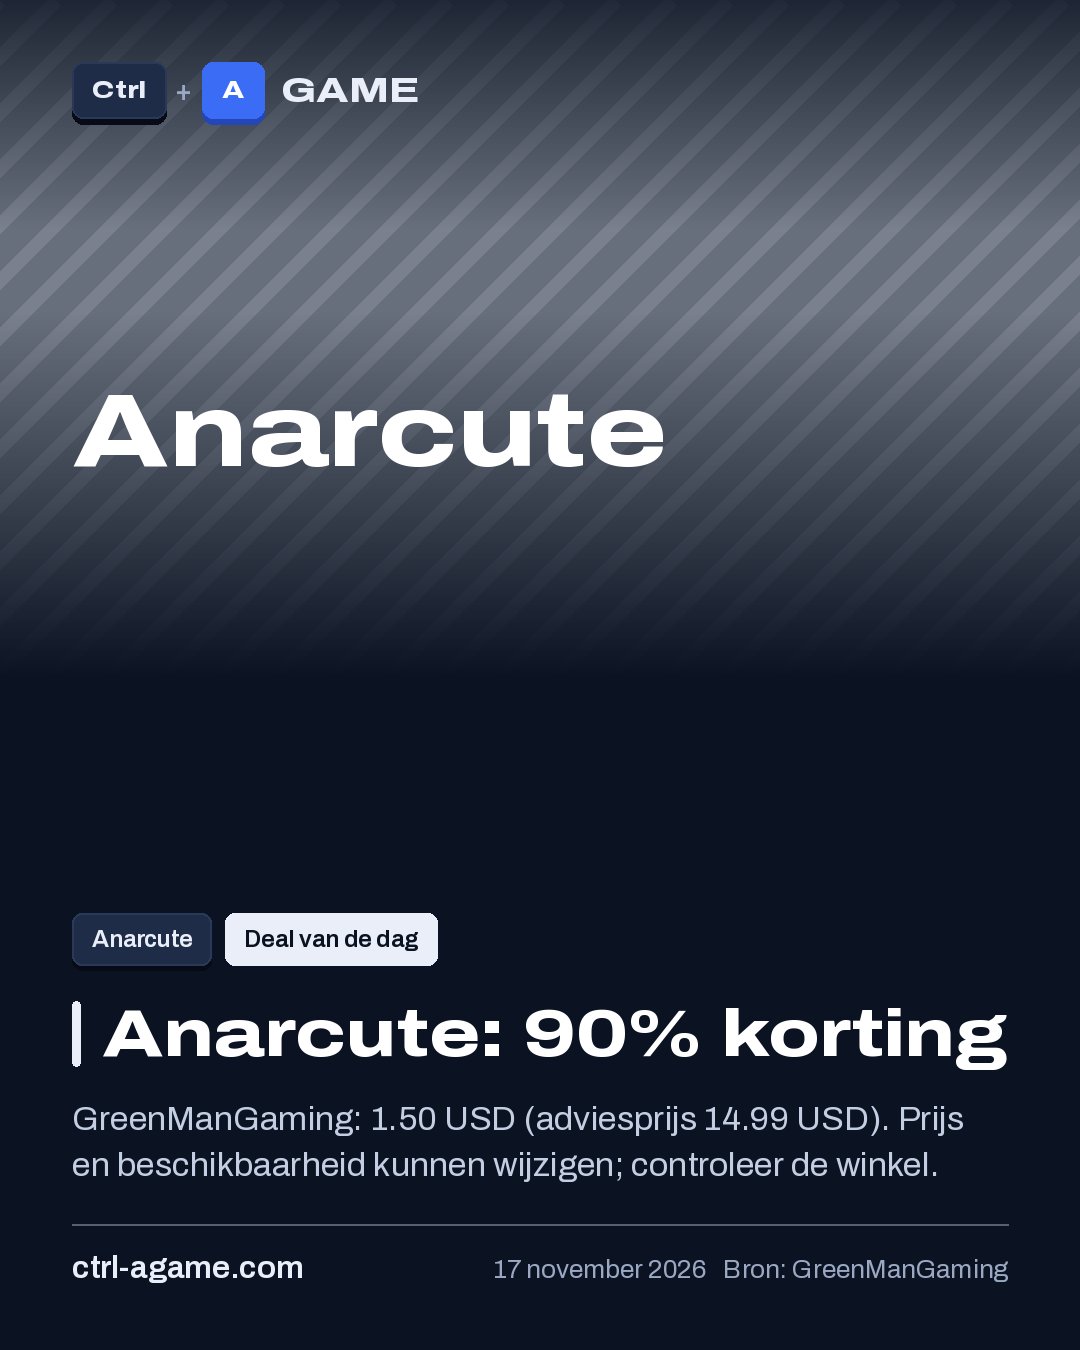 Ctrl + A GAME
Anarcute
Anarcute Deal van de dag
Anarcute: 90% korting
GreenManGaming: 1.50 USD (adviesprijs 14.99 USD). Prijs
en beschikbaarheid kunnen wijzigen; controleer de winkel.
ctrl-agame.com 17 november 2026 Bron: GreenManGaming